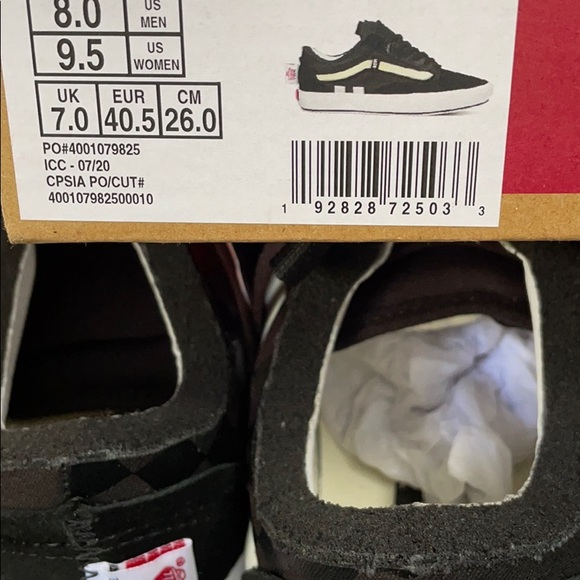 8.0 US MEN
9.5 US WOMEN
UK EUR CM
7.0 40.5 26.0
PO#4001079825
ICC - 07/20
CPSIA PO/CUT#
400107982500010
1 92828 72503 3